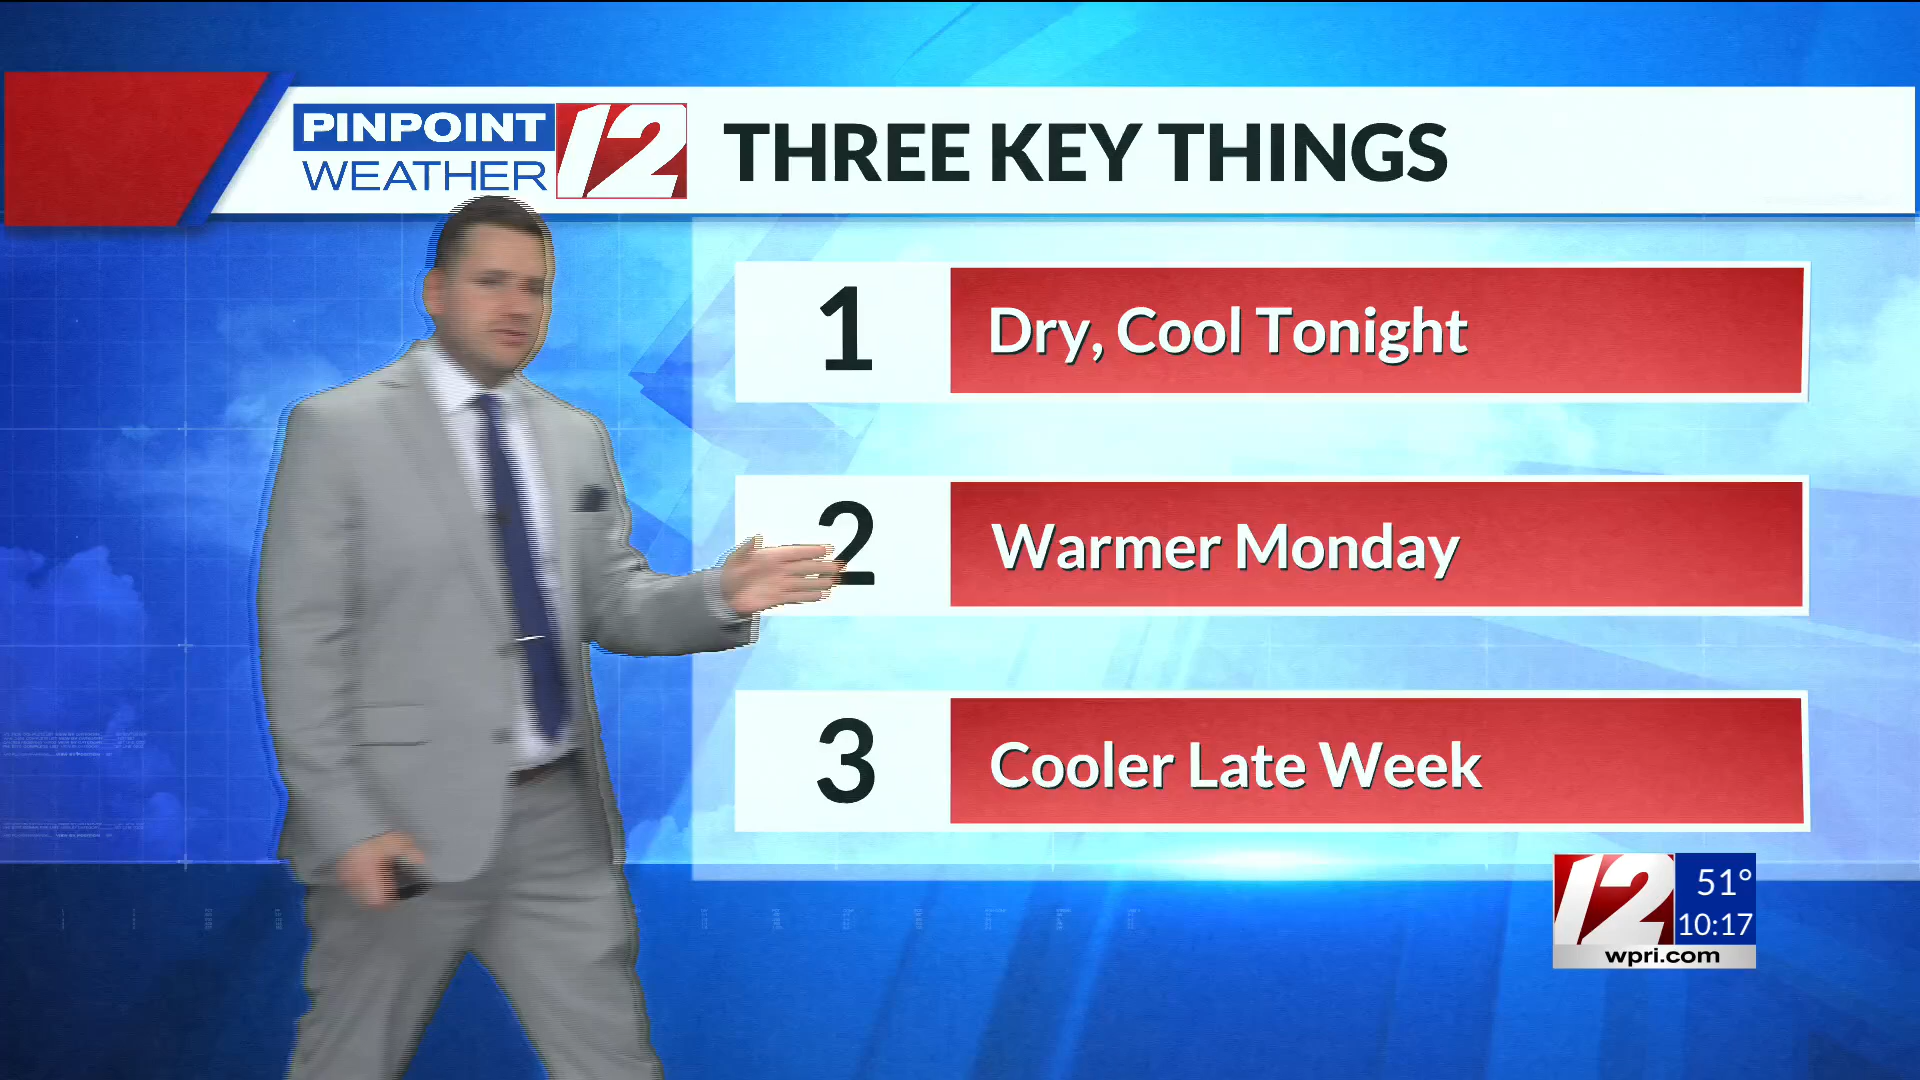 PINPOINT
WEATHER
12
THREE KEY THINGS
1
Dry, Cool Tonight
2
Warmer Monday
3
Cooler Late Week
12
51°
10:17
wpri.com